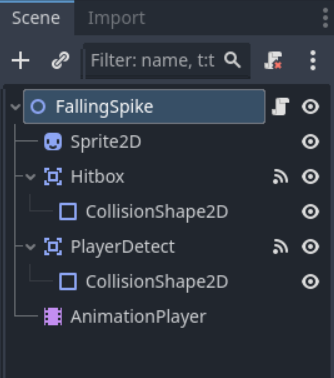 Scene Import
Filter: name, t:t
FallingSpike
Sprite2D
Hitbox
CollisionShape2D
PlayerDetect
CollisionShape2D
AnimationPlayer